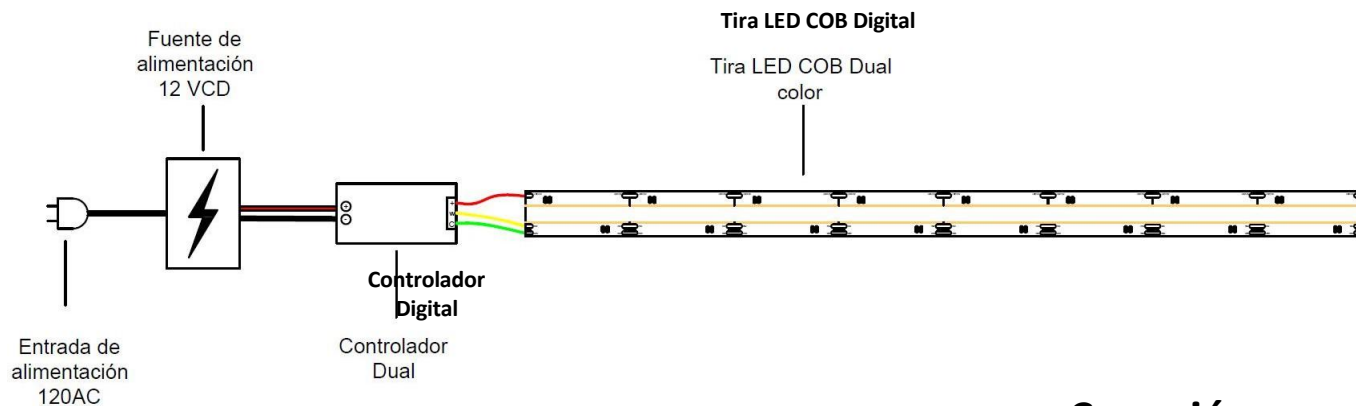 Tira LED COB Digital
Fuente de
alimentación
12 VCD
Tira LED COB Dual
color
Controlador
Digital
Controlador
Dual
Entrada de
alimentación
120AC